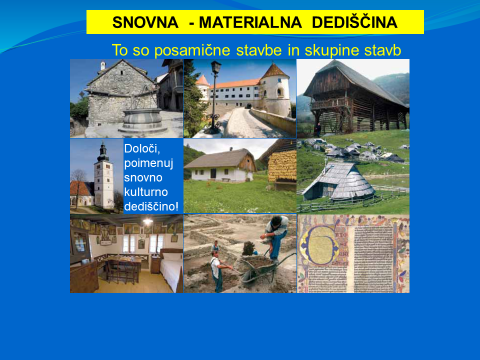 SNOVNA - MATERIALNA DEDIŠČINA
To so posamične stavbe in skupine stavb
Določi,
poimenuj
snovno
kulturno
dediščino!